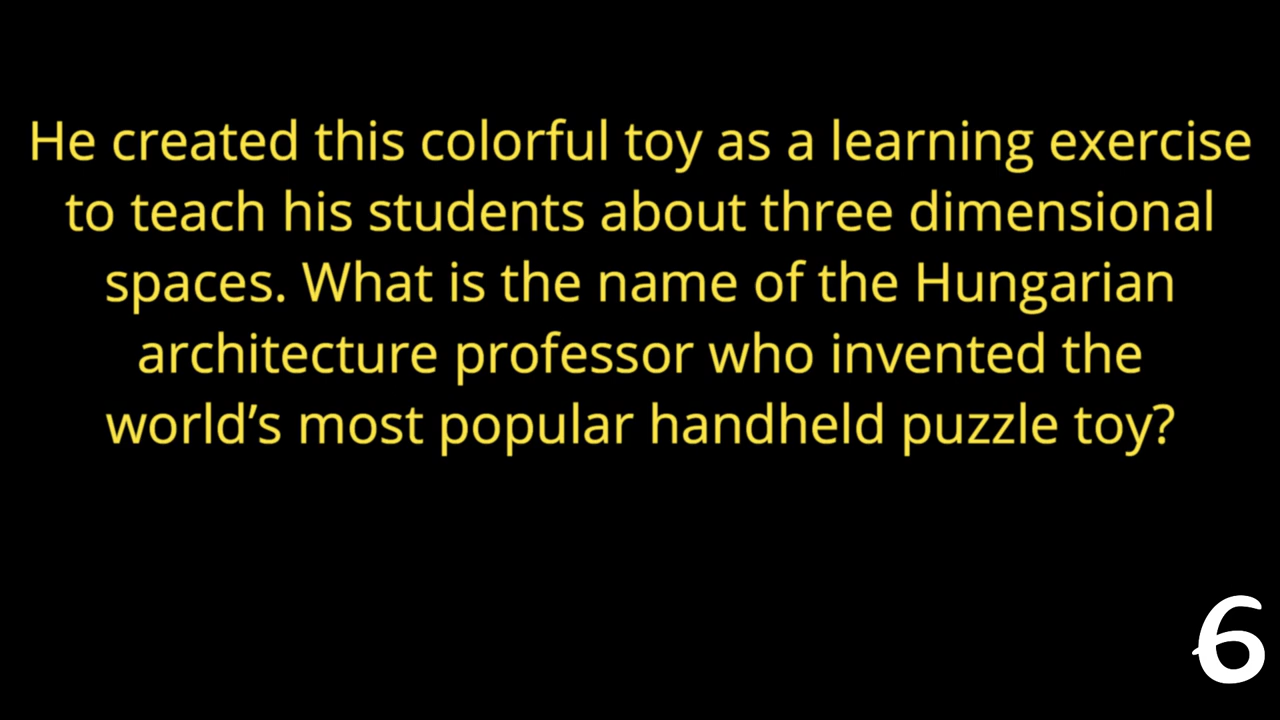 He created this colorful toy as a learning exercise
to teach his students about three dimensional
spaces. What is the name of the Hungarian
architecture professor who invented the
world’s most popular handheld puzzle toy?
6